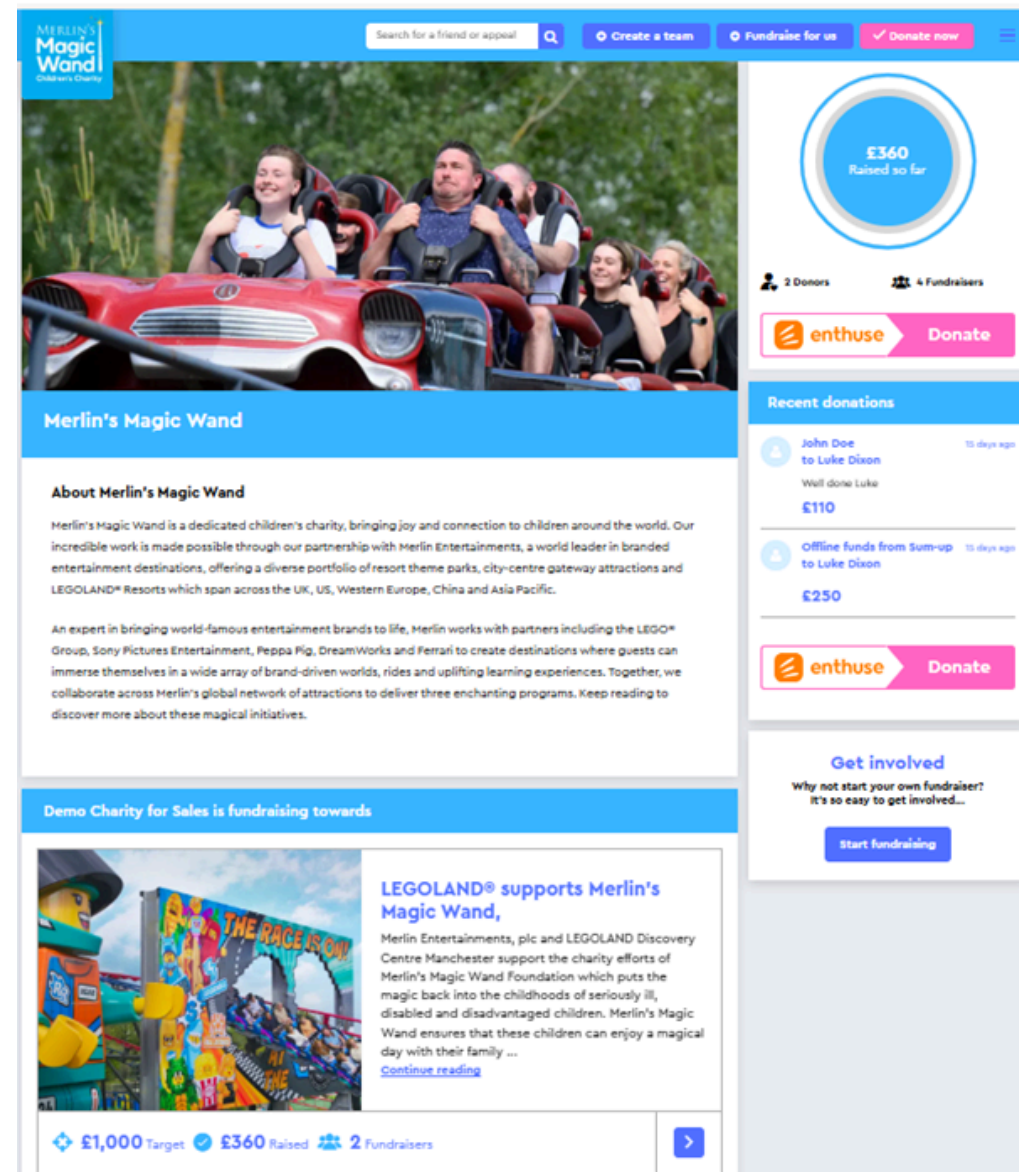 MERLIN'S
Magic
Wand
Children's Charity
Search for a friend or appeal
Create a team
Fundraise for us
Donate now
£360
Raised so far
2 Donors
4 Fundraisers
enthuse
Donate
Merlin's Magic Wand
About Merlin's Magic Wand
Merlin's Magic Wand is a dedicated children's charity, bringing joy and connection to children around the world. Our
incredible work is made possible through our partnership with Merlin Entertainments, a world leader in branded
entertainment destinations, offering a diverse portfolio of resort theme parks, city-centre gateway attractions and
LEGOLAND® Resorts which span across the UK, US, Western Europe, China and Asia Pacific.
An expert in bringing world-famous entertainment brands to life, Merlin works with partners including the LEGO®
Group, Sony Pictures Entertainment, Peppa Pig, DreamWorks and Ferrari to create destinations where guests can
immerse themselves in a wide array of brand-driven worlds, rides and uplifting learning experiences. Together, we
collaborate across Merlin's global network of attractions to deliver three enchanting programs. Keep reading to
discover more about these magical initiatives.
Recent donations
John Doe
15 days ago
to Luke Dixon
Well done Luke
£110
Offline funds from Sum-up
15 days ago
to Luke Dixon
£250
enthuse
Donate
Get involved
Why not start your own fundraiser?
It's so easy to get involved...
Start fundraising
Demo Charity for Sales is fundraising towards
THE RACE IS ON!
LEGOLAND® supports Merlin's
Magic Wand,
Merlin Entertainments, plc and LEGOLAND Discovery
Centre Manchester support the charity efforts of
Merlin's Magic Wand Foundation which puts the
magic back into the childhoods of seriously ill,
disabled and disadvantaged children. Merlin's Magic
Wand ensures that these children can enjoy a magical
day with their family ...
Continue reading
£1,000 Target
£360 Raised
2 Fundraisers